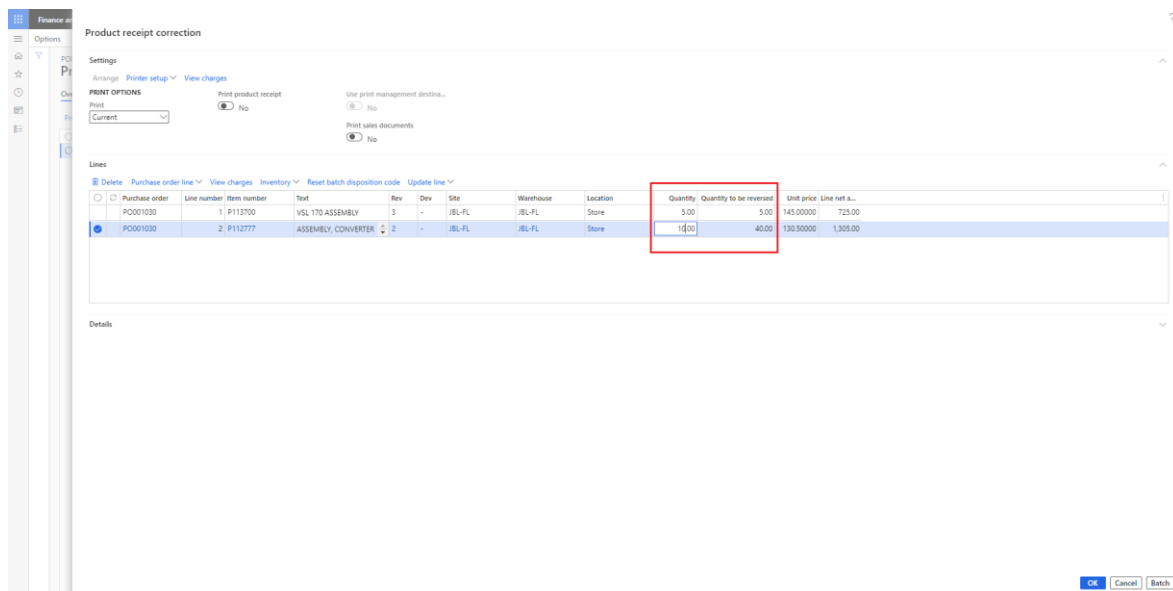 Finance an
Options
Product receipt correction
Settings
Arrange Printer setup View charges
PRINT OPTIONS
Print
Current
Print product receipt
No
Use print management destina...
No
Print sales documents
No
Lines
Delete Purchase order line View charges Inventory Reset batch disposition code Update line
Purchase order Line number Item number Text Rev Dev Site Warehouse Location Quantity Quantity to be reversed Unit price Line net a...
PO001030 1 P113700 VSL 170 ASSEMBLY 3 - JBL-FL JBL-FL Store 5.00 5.00 145.00000 725.00
PO001030 2 P112777 ASSEMBLY, CONVERTER 2 - JBL-FL JBL-FL Store 10.00 40.00 130.50000 1,305.00
Details
OK Cancel Batch